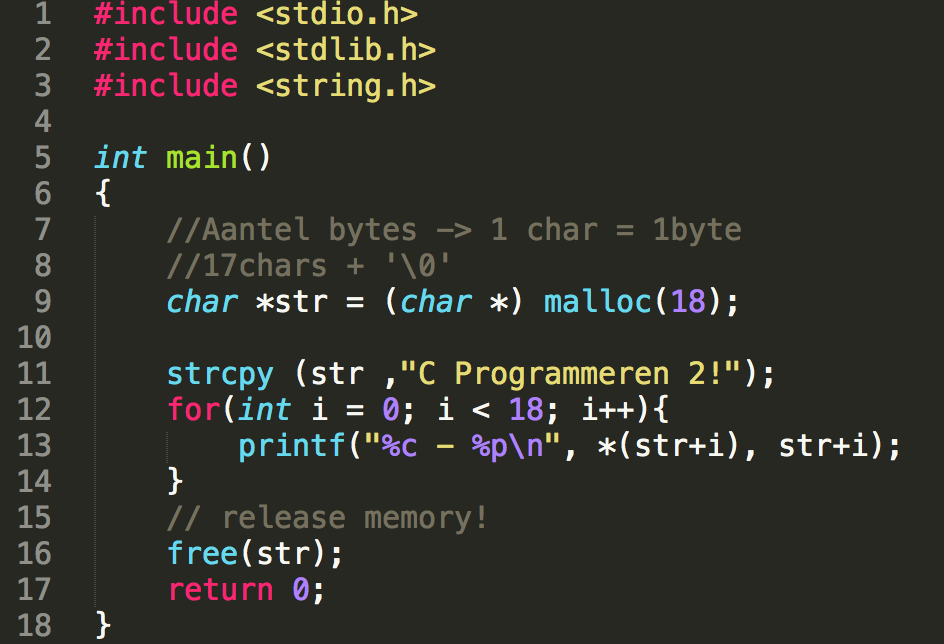 1 #include <stdio.h>
2 #include <stdlib.h>
3 #include <string.h>
4
5 int main()
6 {
7 //Aantel bytes -> 1 char = 1byte
8 //17chars + '\0'
9 char *str = (char *) malloc(18);
10
11 strcpy (str ,"C Programmeren 2!");
12 for(int i = 0; i < 18; i++){
13 printf("%c - %p\n", *(str+i), str+i);
14 }
15 // release memory!
16 free(str);
17 return 0;
18 }